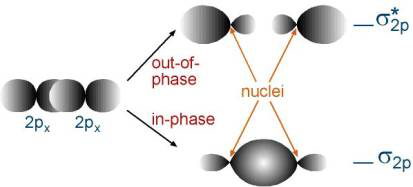 σ*2p
out-of-
phase
nuclei
2px 2px
in-phase
σ2p